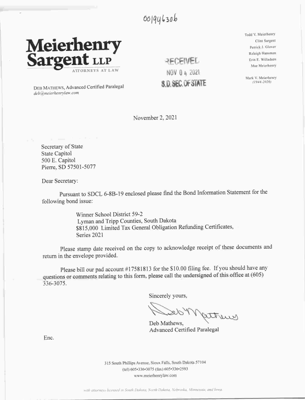 001946306
Meierhenry
Sargent LLP
ATTORNEYS AT LAW
DEB MATHEWS, Advanced Certified Paralegal
deb@meierhenrylaw.com
Todd V. Meierhenry
Clint Sargent
Patrick J. Glover
Raleigh Hansman
RECEIVED
NOV 04 2021
S.D. SEC. OF STATE
Mark V. Meierhenry
(1944-2020)
November 2, 2021
Secretary of State
State Capitol
500 E. Capitol
Pierre, SD 57501-5077
Dear Secretary:
Pursuant to SDCL 6-8B-19 enclosed please find the Bond Information Statement for the
following bond issue:
Winner School District 59-2
Lyman and Tripp Counties, South Dakota
$815,000 Limited Tax General Obligation Refunding Certificates,
Series 2021
Please stamp date received on the copy to acknowledge receipt of these documents and
return in the envelope provided.
Please bill our pad account #17581813 for the $10.00 filing fee. If you should have any
questions or comments relating to this form, please call the undersigned of this office at (605)
336-3075.
Sincerely yours,
Deb Mathews
Deb Mathews,
Advanced Certified Paralegal
Enc.
315 South Phillips Avenue, Sioux Falls, South Dakota 57104
(tel)605•336•3075 (fax)605•336•2593
www.meierhenrylaw.com